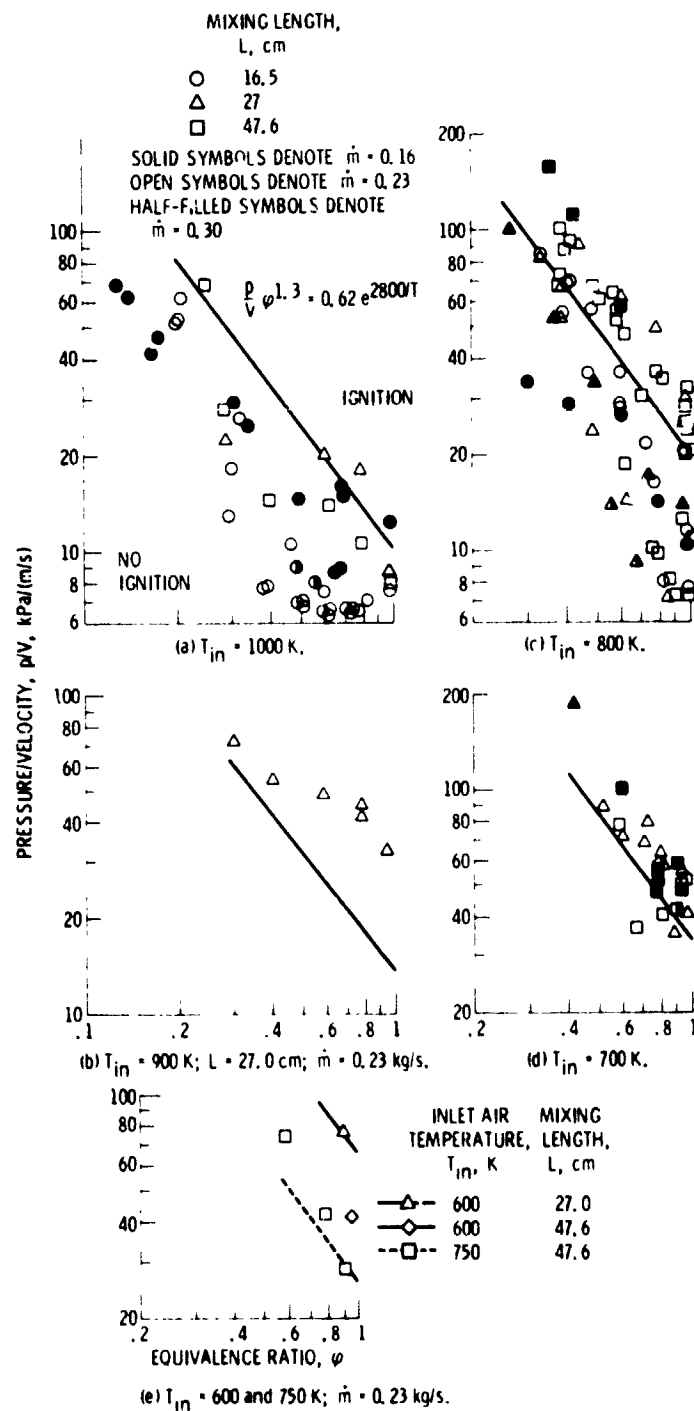 MIXING LENGTH,
L, cm
16.5
27
47.6
SOLID SYMBOLS DENOTE ṁ = 0.16
OPEN SYMBOLS DENOTE ṁ = 0.23
HALF-FILLED SYMBOLS DENOTE
ṁ = 0.30
p/V φ^1.3 = 0.62 e^2800/T
IGNITION
NO
IGNITION
100
80
60
40
20
10
8
6
(a) T_in = 1000 K.
200
100
80
60
40
20
10
8
6
(c) T_in = 800 K.
PRESSURE/VELOCITY, p/V, kPa/(m/s)
100
80
60
40
20
10
.1 .2 .4 .6 .8 1
(b) T_in = 900 K; L = 27.0 cm; ṁ = 0.23 kg/s.
200
100
80
60
40
20
.2 .4 .6 .8 1
(d) T_in = 700 K.
100
80
60
40
20
.2 .4 .6 .8 1
EQUIVALENCE RATIO, φ
INLET AIR MIXING
TEMPERATURE, LENGTH,
T_in, K L, cm
600 27.0
600 47.6
750 47.6
(e) T_in = 600 and 750 K; ṁ = 0.23 kg/s.